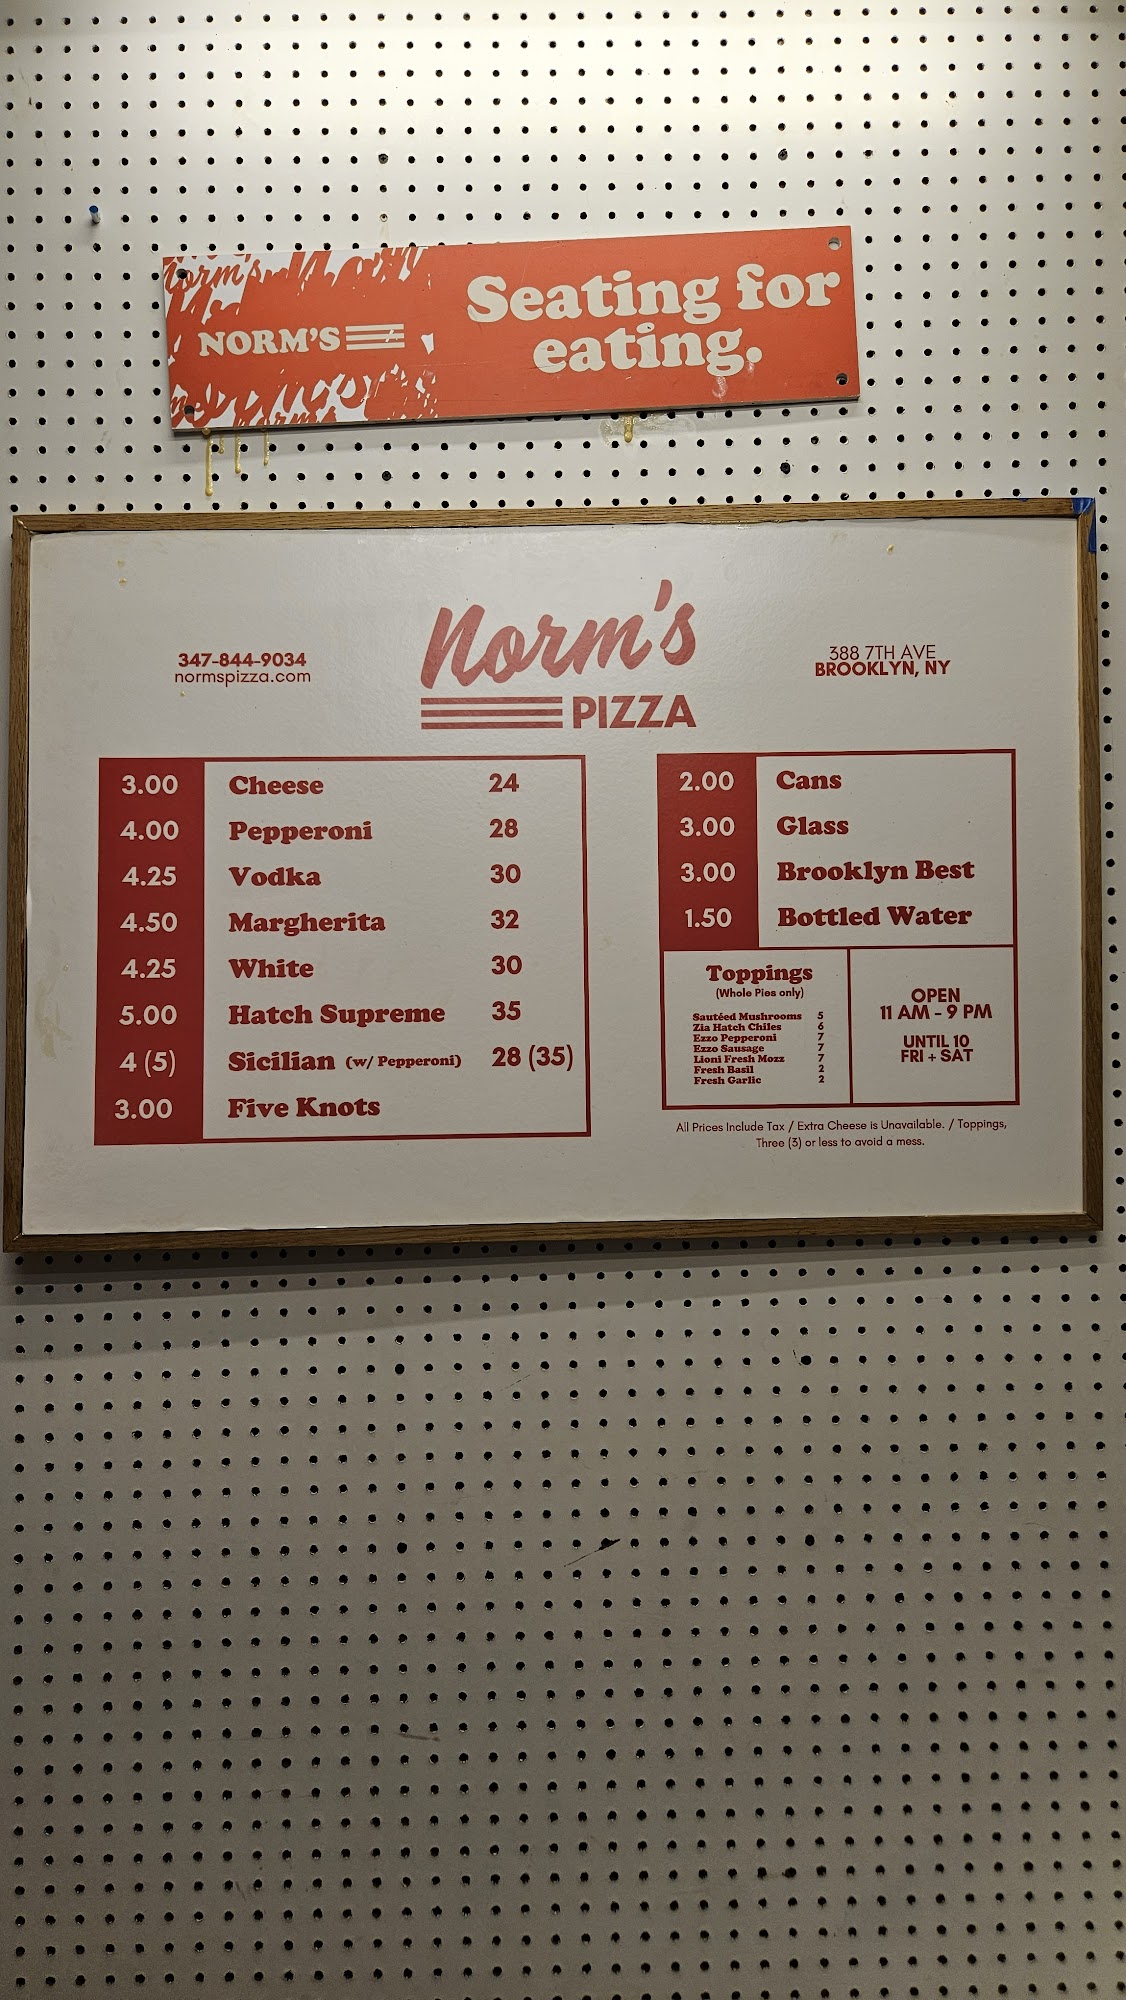 NORM'S
Seating for
eating.
347-844-9034
normspizza.com
Norm's
PIZZA
388 7TH AVE
BROOKLYN, NY
3.00 Cheese 24
4.00 Pepperoni 28
4.25 Vodka 30
4.50 Margherita 32
4.25 White 30
5.00 Hatch Supreme 35
4 (5) Sicilian (w/ Pepperoni) 28 (35)
3.00 Five Knots
2.00 Cans
3.00 Glass
3.00 Brooklyn Best
1.50 Bottled Water
Toppings
(Whole Pies only)
Sautéed Mushrooms 5
Zia Hatch Chiles 6
Ezzo Pepperoni 7
Ezzo Sausage 7
Lioni Fresh Mozz 7
Fresh Basil 2
Fresh Garlic 2
OPEN
11 AM - 9 PM
UNTIL 10
FRI + SAT
All Prices Include Tax / Extra Cheese is Unavailable. / Toppings,
Three (3) or less to avoid a mess.